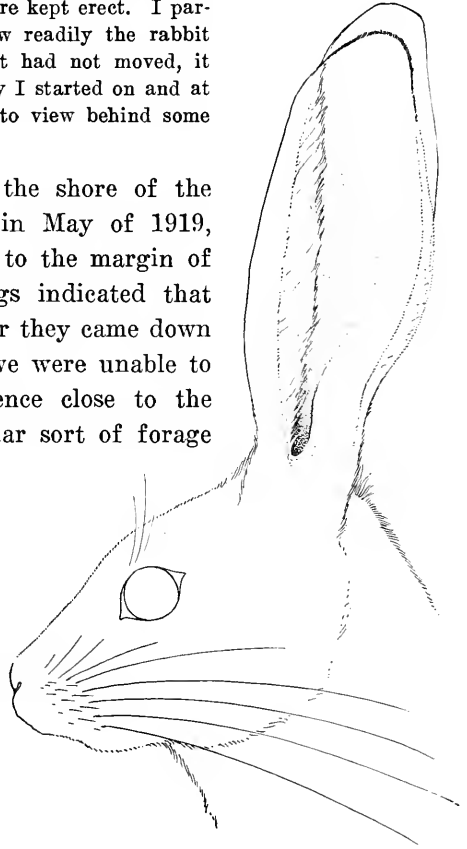 re kept erect. I par-
w readily the rabbit
t had not moved, it
I started on and at
to view behind some
the shore of the
in May of 1919,
to the margin of
gs indicated that
r they came down
ve were unable to
ence close to the
ar sort of forage